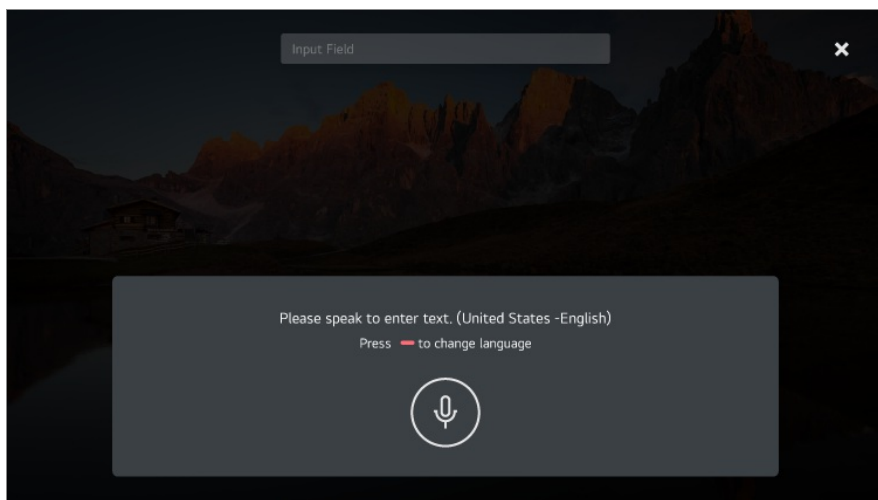 Input Field
Please speak to enter text. (United States -English)
Press to change language